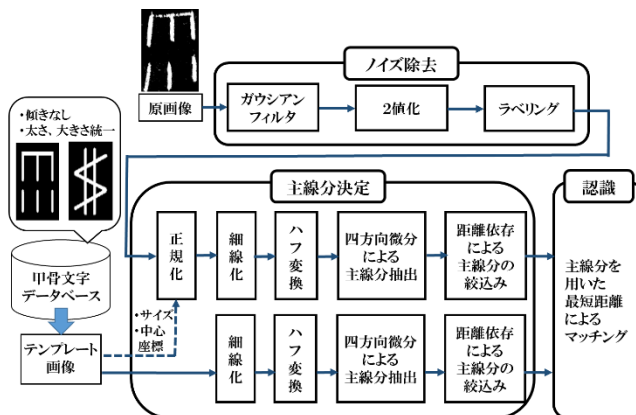 ノイズ除去
原画像
ガウシアン
フィルタ
2値化
ラベリング
・傾きなし
・太さ、大きさ統一
甲骨文字
データベース
テンプレート
画像
・サイズ
・中心
座標
主線分決定
正規化
細線化
ハフ変換
四方向微分
による
主線分抽出
距離依存
による
主線分の
絞込み
細線化
ハフ変換
四方向微分
による
主線分抽出
距離依存
による
主線分の
絞込み
認識
主線分を
用いた
最短距離
による
マッチング